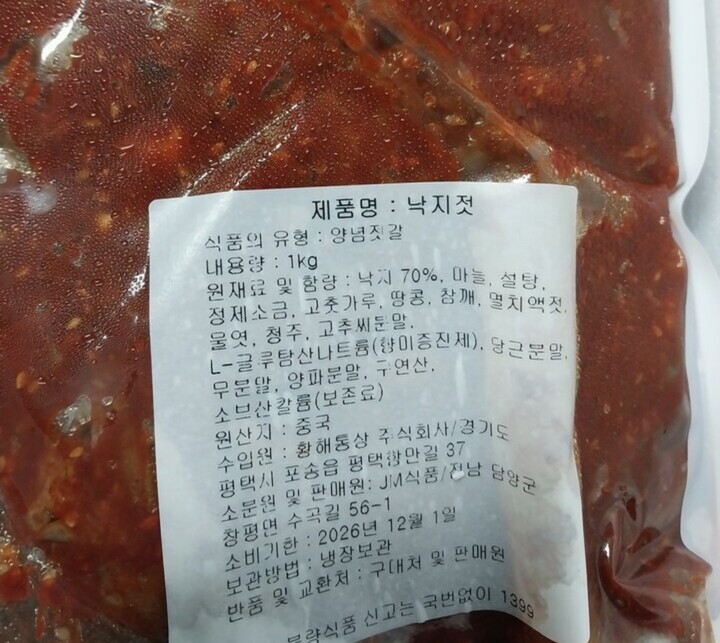 제품명 : 낙지젓
식품의 유형 : 양념젓갈
내용량 : 1kg
원재료 및 함량 : 낙지 70%, 마늘, 설탕,
정제소금, 고춧가루, 땅콩, 참깨, 멸치액젓,
물엿, 청주, 고추씨분말,
L-글루탐산나트륨(향미증진제), 당근분말,
무분말, 양파분말, 구연산,
소브산칼륨(보존료)
원산지 : 중국
수입원 : 황해통상 주식회사/경기도
평택시 포승읍 평택항만길 37
소분원 및 판매원: JM식품/전남 담양군
창평면 수곡길 56-1
소비기한 : 2026년 12월 1일
보관방법 : 냉장보관
반품 및 교환처 : 구대처 및 판매원
불량식품 신고는 국번없이 1399